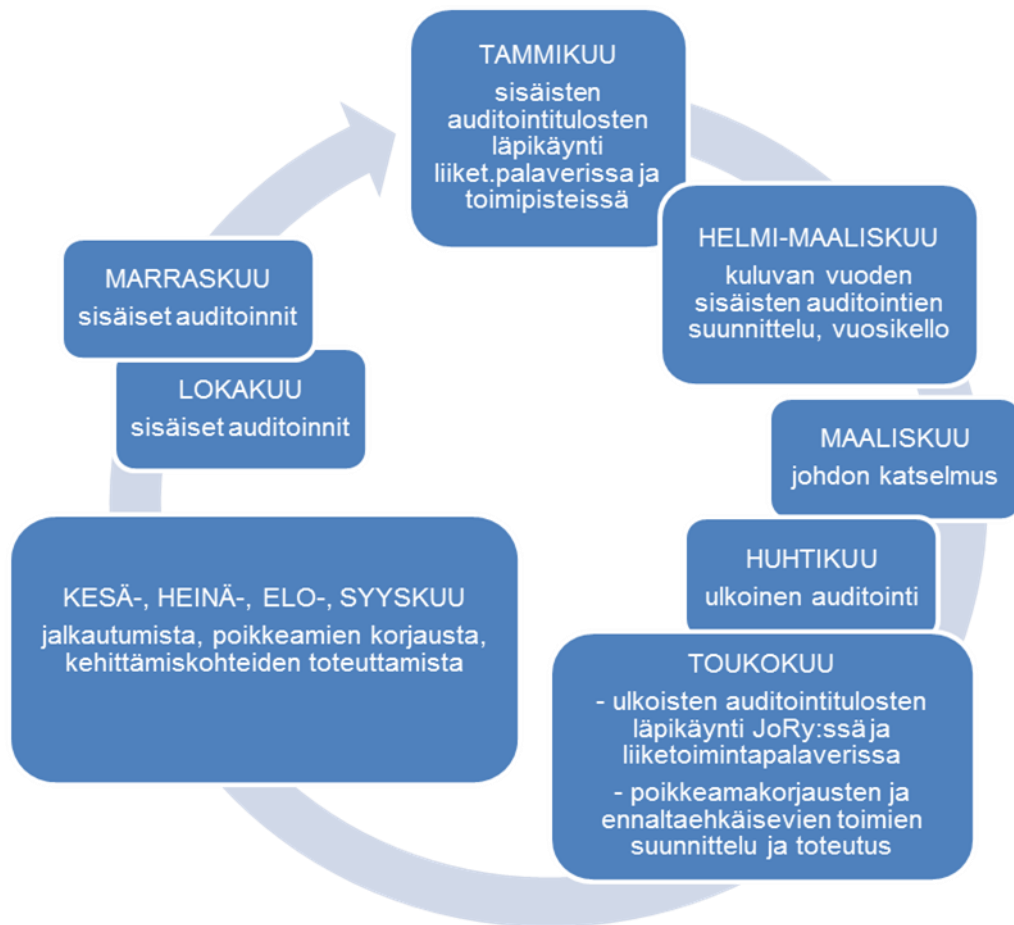 TAMMIKUU
sisäisten
auditointitulosten
läpikäynti
liiket.palaverissa ja
toimipisteissä
HELMI-MAALISKUU
kuluvan vuoden
sisäisten auditointien
suunnittelu, vuosikello
MAALISKUU
johdon katselmus
HUHTIKUU
ulkoinen auditointi
TOUKOKUU
- ulkoisten auditointitulosten
läpikäynti JoRy:ssä ja
liiketoimintapalaverissa
- poikkeamakorjausten ja
ennaltaehkäisevien toimien
suunnittelu ja toteutus
KESÄ-, HEINÄ-, ELO-, SYYSKUU
jalkautumista, poikkeamien korjausta,
kehittämiskohteiden toteuttamista
LOKAKUU
sisäiset auditoinnit
MARRASKUU
sisäiset auditoinnit